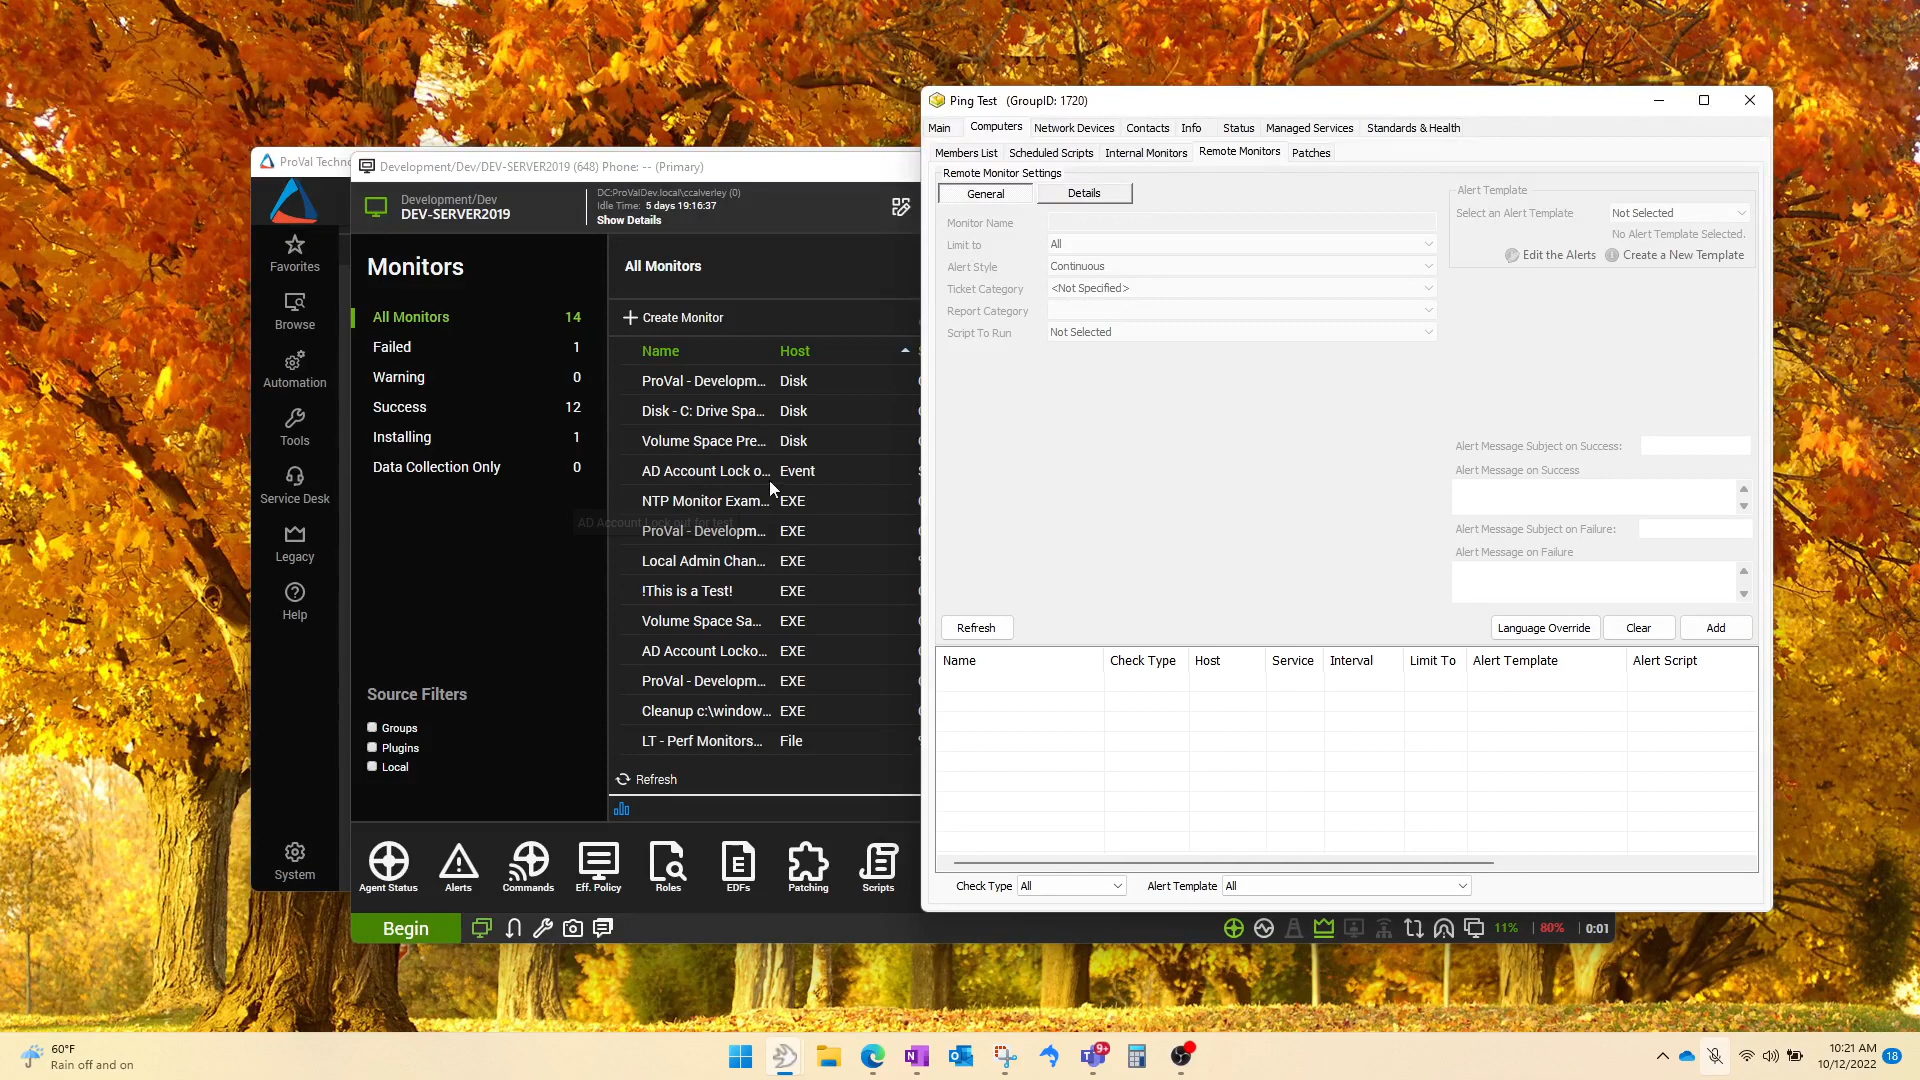 ProVal Techno
Development/Dev/DEV-SERVER2019 (648) Phone: -- (Primary)
Development/Dev
DEV-SERVER2019
DC:ProValDev.local\ccalverley (0)
Idle Time: 5 days 19:16:37
Show Details
Favorites
Browse
Automation
Tools
Service Desk
Legacy
Help
System
Monitors
All Monitors 14
Failed 1
Warning 0
Success 12
Installing 1
Data Collection Only 0
Source Filters
Groups
Plugins
Local
All Monitors
Create Monitor
Name Host
ProVal - Developm... Disk
Disk - C: Drive Spa... Disk
Volume Space Pre... Disk
AD Account Lock o... Event
NTP Monitor Exam... EXE
AD Account Lock out for test
ProVal - Developm... EXE
Local Admin Chan... EXE
!This is a Test! EXE
Volume Space Sa... EXE
AD Account Locko... EXE
ProVal - Developm... EXE
Cleanup c:\window... EXE
LT - Perf Monitors... File
Refresh
Agent Status Alerts Commands Eff. Policy Roles EDFs Patching Scripts
Begin
11% 80% 0:01
Ping Test (GroupID: 1720)
Main Computers Network Devices Contacts Info Status Managed Services Standards & Health
Members List Scheduled Scripts Internal Monitors Remote Monitors Patches
Remote Monitor Settings
General Details
Monitor Name
Limit to All
Alert Style Continuous
Ticket Category <Not Specified>
Report Category
Script To Run Not Selected
Alert Template
Select an Alert Template Not Selected
No Alert Template Selected.
Edit the Alerts Create a New Template
Alert Message Subject on Success:
Alert Message on Success
Alert Message Subject on Failure:
Alert Message on Failure
Refresh Language Override Clear Add
Name Check Type Host Service Interval Limit To Alert Template Alert Script
Check Type All Alert Template All
60°F
Rain off and on
9+
10:21 AM
10/12/2022
18